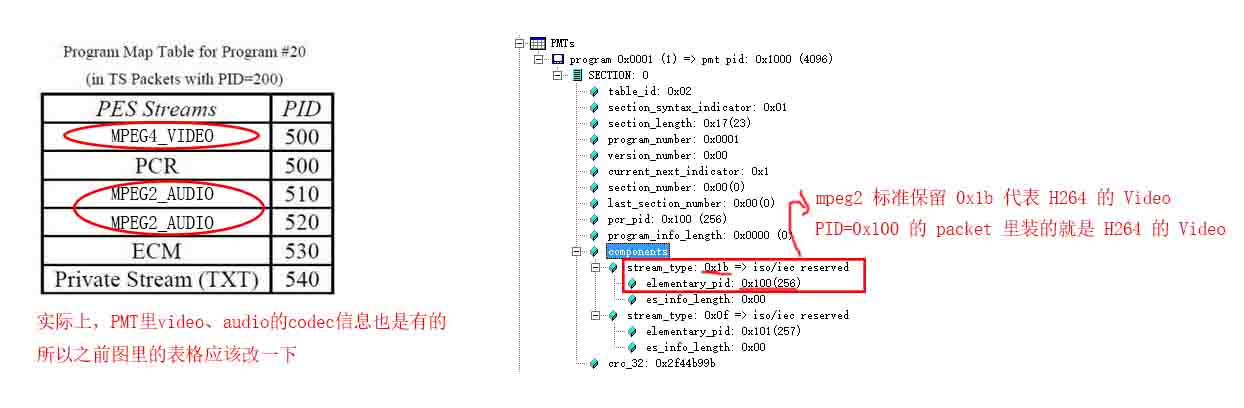 Program Map Table for Program #20
(in TS Packets with PID=200)
PES Streams PID
MPEG4_VIDEO 500
PCR 500
MPEG2_AUDIO 510
MPEG2_AUDIO 520
ECM 530
Private Stream (TXT) 540
实际上，PMT里video、audio的codec信息也是有的
所以之前图里的表格应该改一下
PMTs
program 0x0001 (1) => pmt pid: 0x1000 (4096)
SECTION: 0
table_id: 0x02
section_syntax_indicator: 0x01
section_length: 0x17(23)
program_number: 0x0001
version_number: 0x00
current_next_indicator: 0x1
section_number: 0x00(0)
last_section_number: 0x00(0)
pcr_pid: 0x100 (256)
program_info_length: 0x0000 (0)
components
stream_type: 0x1b => iso/iec reserved
elementary_pid: 0x100(256)
es_info_length: 0x00
stream_type: 0x0f => iso/iec reserved
elementary_pid: 0x101(257)
es_info_length: 0x00
crc_32: 0x2f44b99b
mpeg2 标准保留 0x1b 代表 H264 的 Video
PID=0x100 的 packet 里装的就是 H264 的 Video